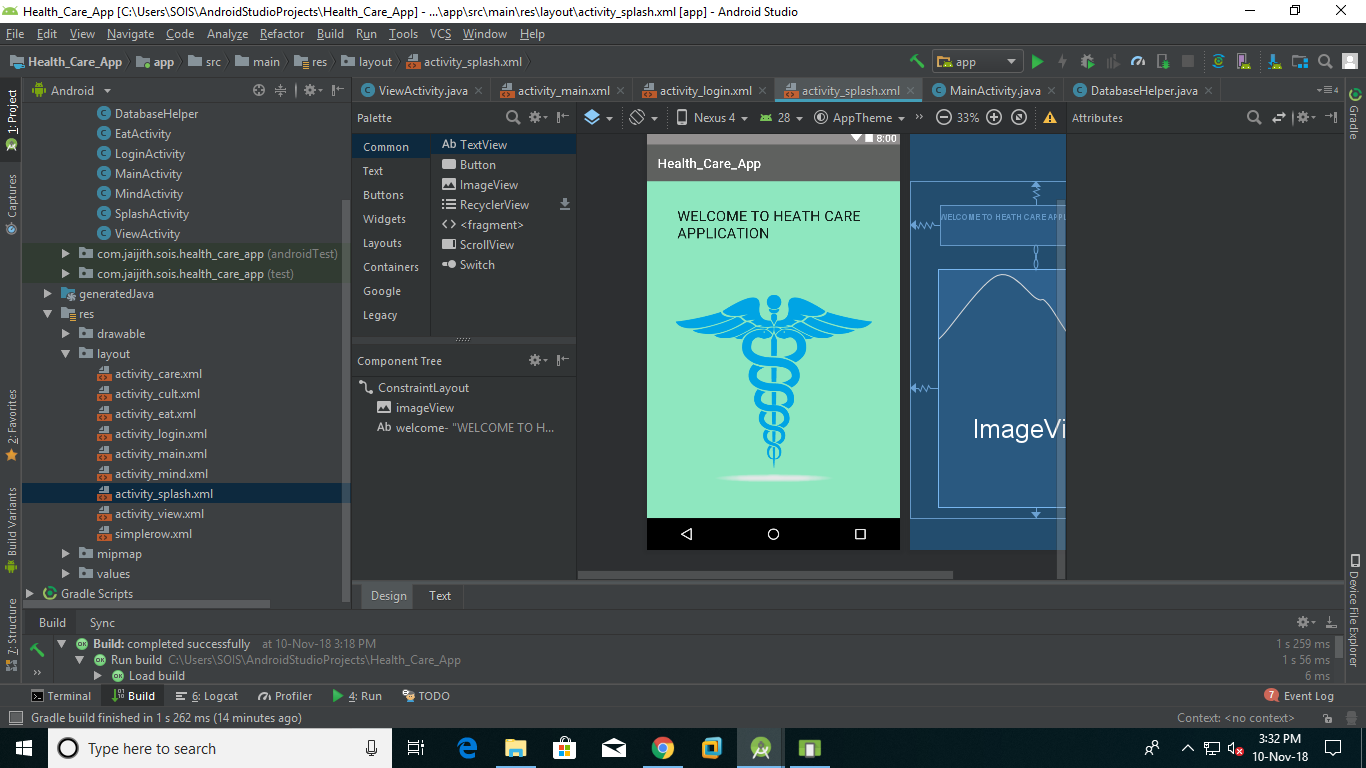 Health_Care_App [C:\Users\SOIS\AndroidStudioProjects\Health_Care_App] - ...\app\src\main\res\layout\activity_splash.xml [app] - Android Studio
File Edit View Navigate Code Analyze Refactor Build Run Tools VCS Window Help
Health_Care_App app src main res layout activity_splash.xml
app
1: Project
Captures
2: Favorites
Build Variants
7: Structure
Android
DatabaseHelper
EatActivity
LoginActivity
MainActivity
MindActivity
SplashActivity
ViewActivity
com.jaijith.sois.health_care_app (androidTest)
com.jaijith.sois.health_care_app (test)
generatedJava
res
drawable
layout
activity_care.xml
activity_cult.xml
activity_eat.xml
activity_login.xml
activity_main.xml
activity_mind.xml
activity_splash.xml
activity_view.xml
simplerow.xml
mipmap
values
Gradle Scripts
ViewActivity.java activity_main.xml activity_login.xml activity_splash.xml MainActivity.java DatabaseHelper.java
4
Palette
Common
Text
Buttons
Widgets
Layouts
Containers
Google
Legacy
Ab TextView
Button
ImageView
RecyclerView
<fragment>
ScrollView
Switch
Component Tree
ConstraintLayout
imageView
Ab welcome- "WELCOME TO H...
Nexus 4 28 AppTheme 33%
8:00
Health_Care_App
WELCOME TO HEATH CARE
APPLICATION
WELCOME TO HEATH CARE APPL
ImageVi
Attributes
Gradle
Device File Explorer
Design Text
Build Sync
Build: completed successfully at 10-Nov-18 3:18 PM 1 s 259 ms
Run build C:\Users\SOIS\AndroidStudioProjects\Health_Care_App 1 s 56 ms
Load build 6 ms
Terminal Build 6: Logcat Profiler 4: Run TODO 7 Event Log
Gradle build finished in 1 s 262 ms (14 minutes ago) Context: <no context>
Type here to search
3:32 PM
10-Nov-18